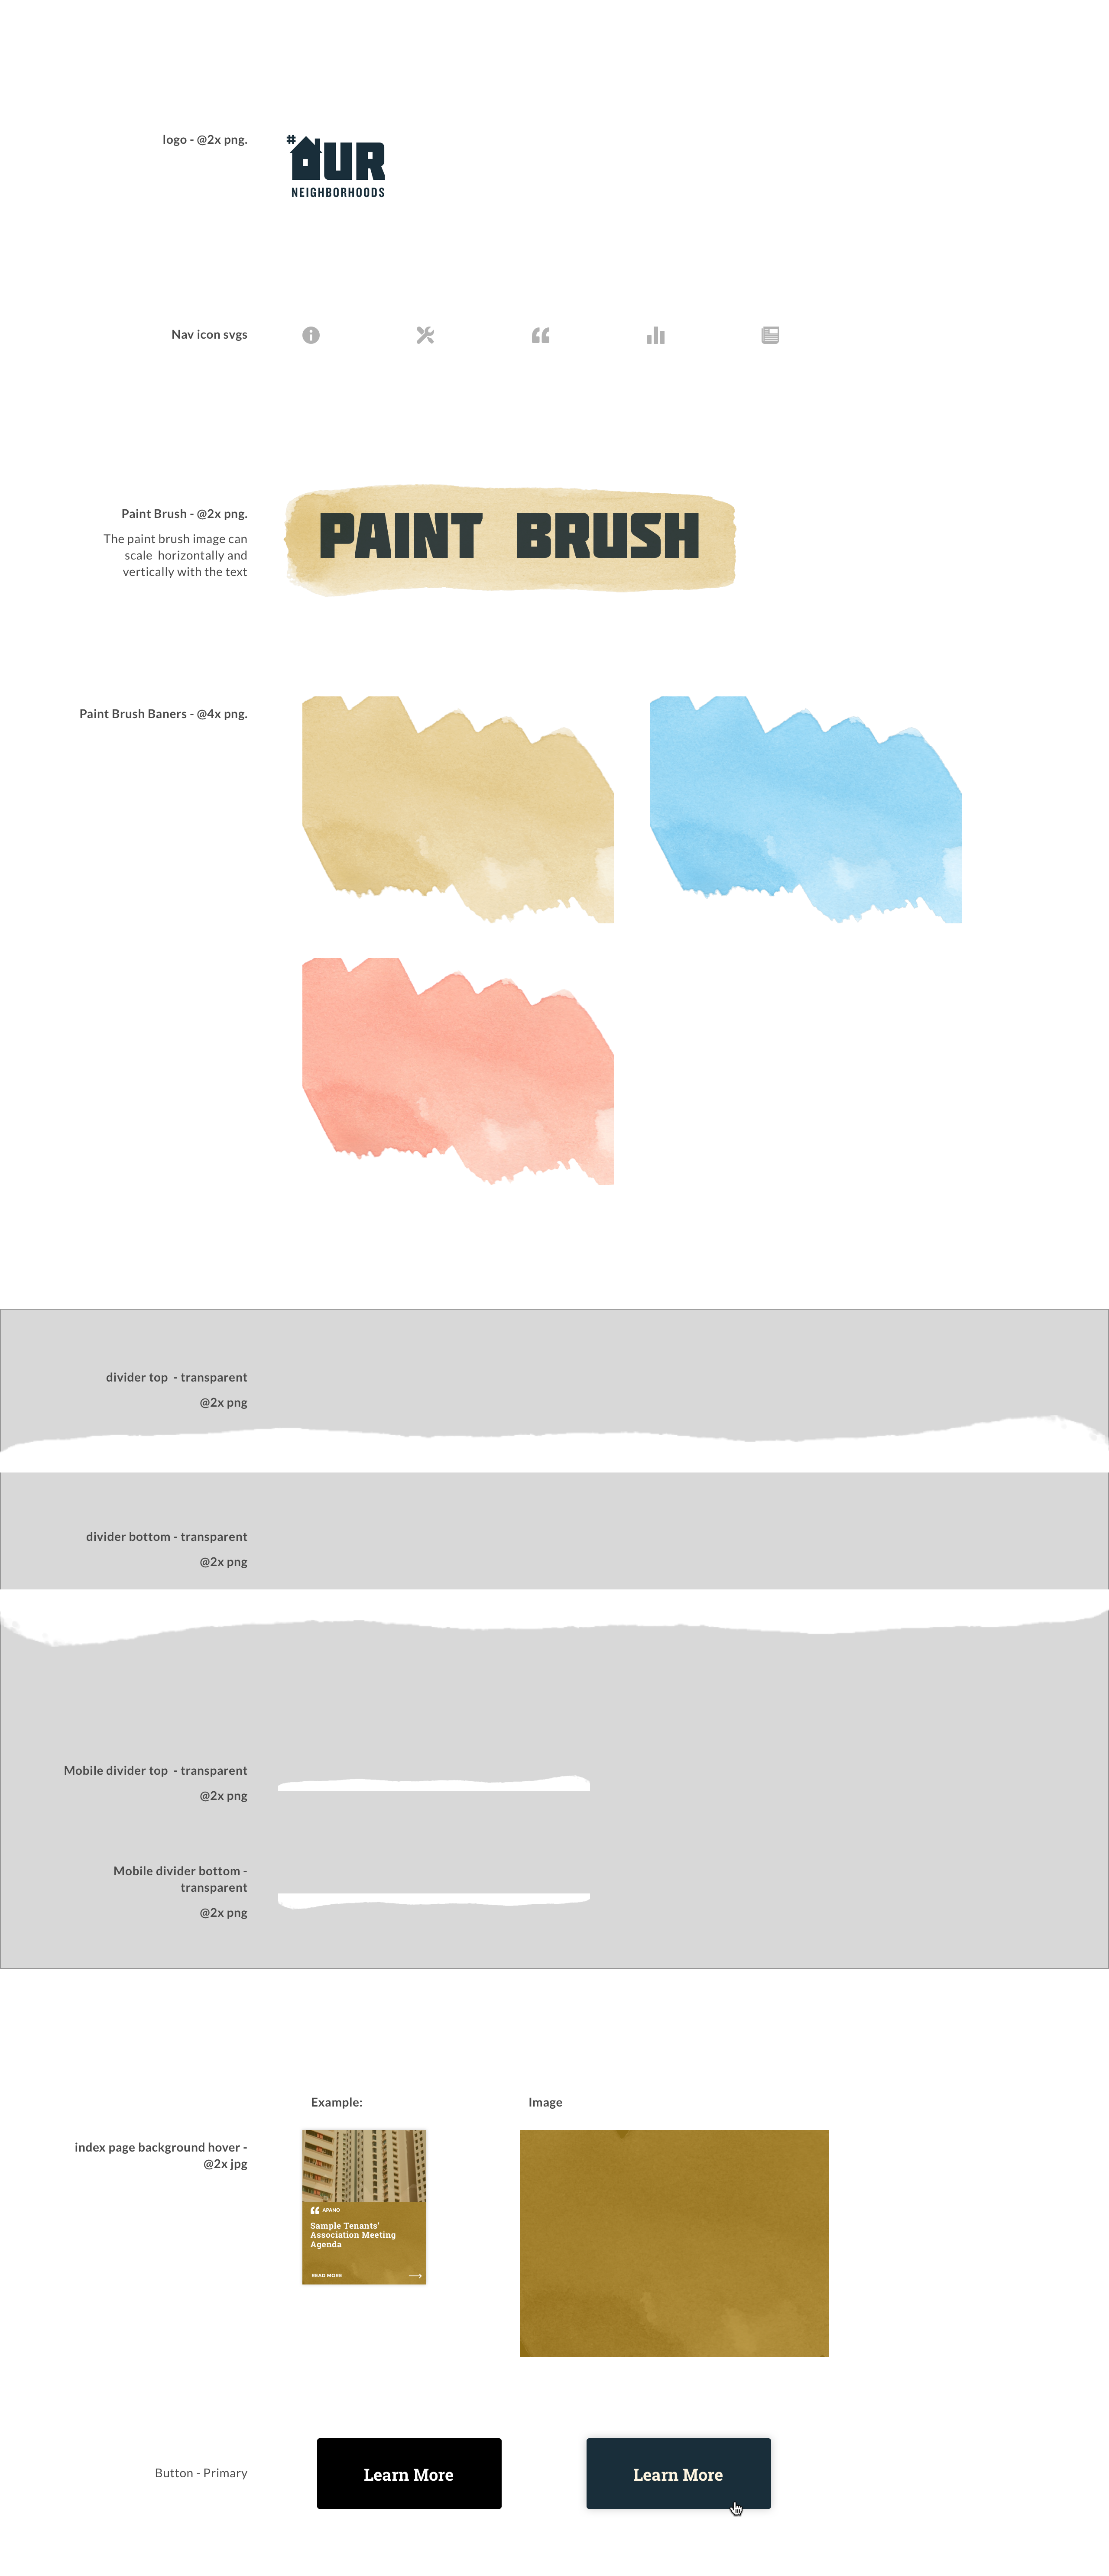 logo - @2x png.
#OUR
NEIGHBORHOODS
Nav icon svgs
Paint Brush - @2x png.
The paint brush image can
scale  horizontally and
vertically with the text
PAINT BRUSH
Paint Brush Baners - @4x png.
divider top  - transparent
@2x png
divider bottom - transparent
@2x png
Mobile divider top  - transparent
@2x png
Mobile divider bottom -
transparent
@2x png
Example:
Image
index page background hover -
@2x jpg
APANO
Sample Tenants'
Association Meeting
Agenda
READ MORE
Button - Primary
Learn More
Learn More